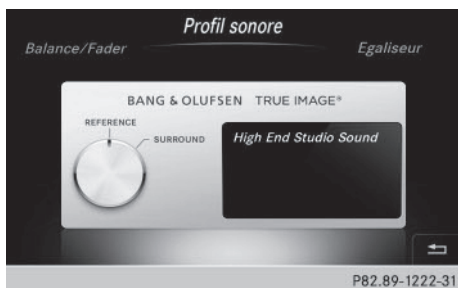 Profil sonore
Balance/Fader
Egaliseur
BANG & OLUFSEN TRUE IMAGE®
REFERENCE
SURROUND
High End Studio Sound
P82.89-1222-31